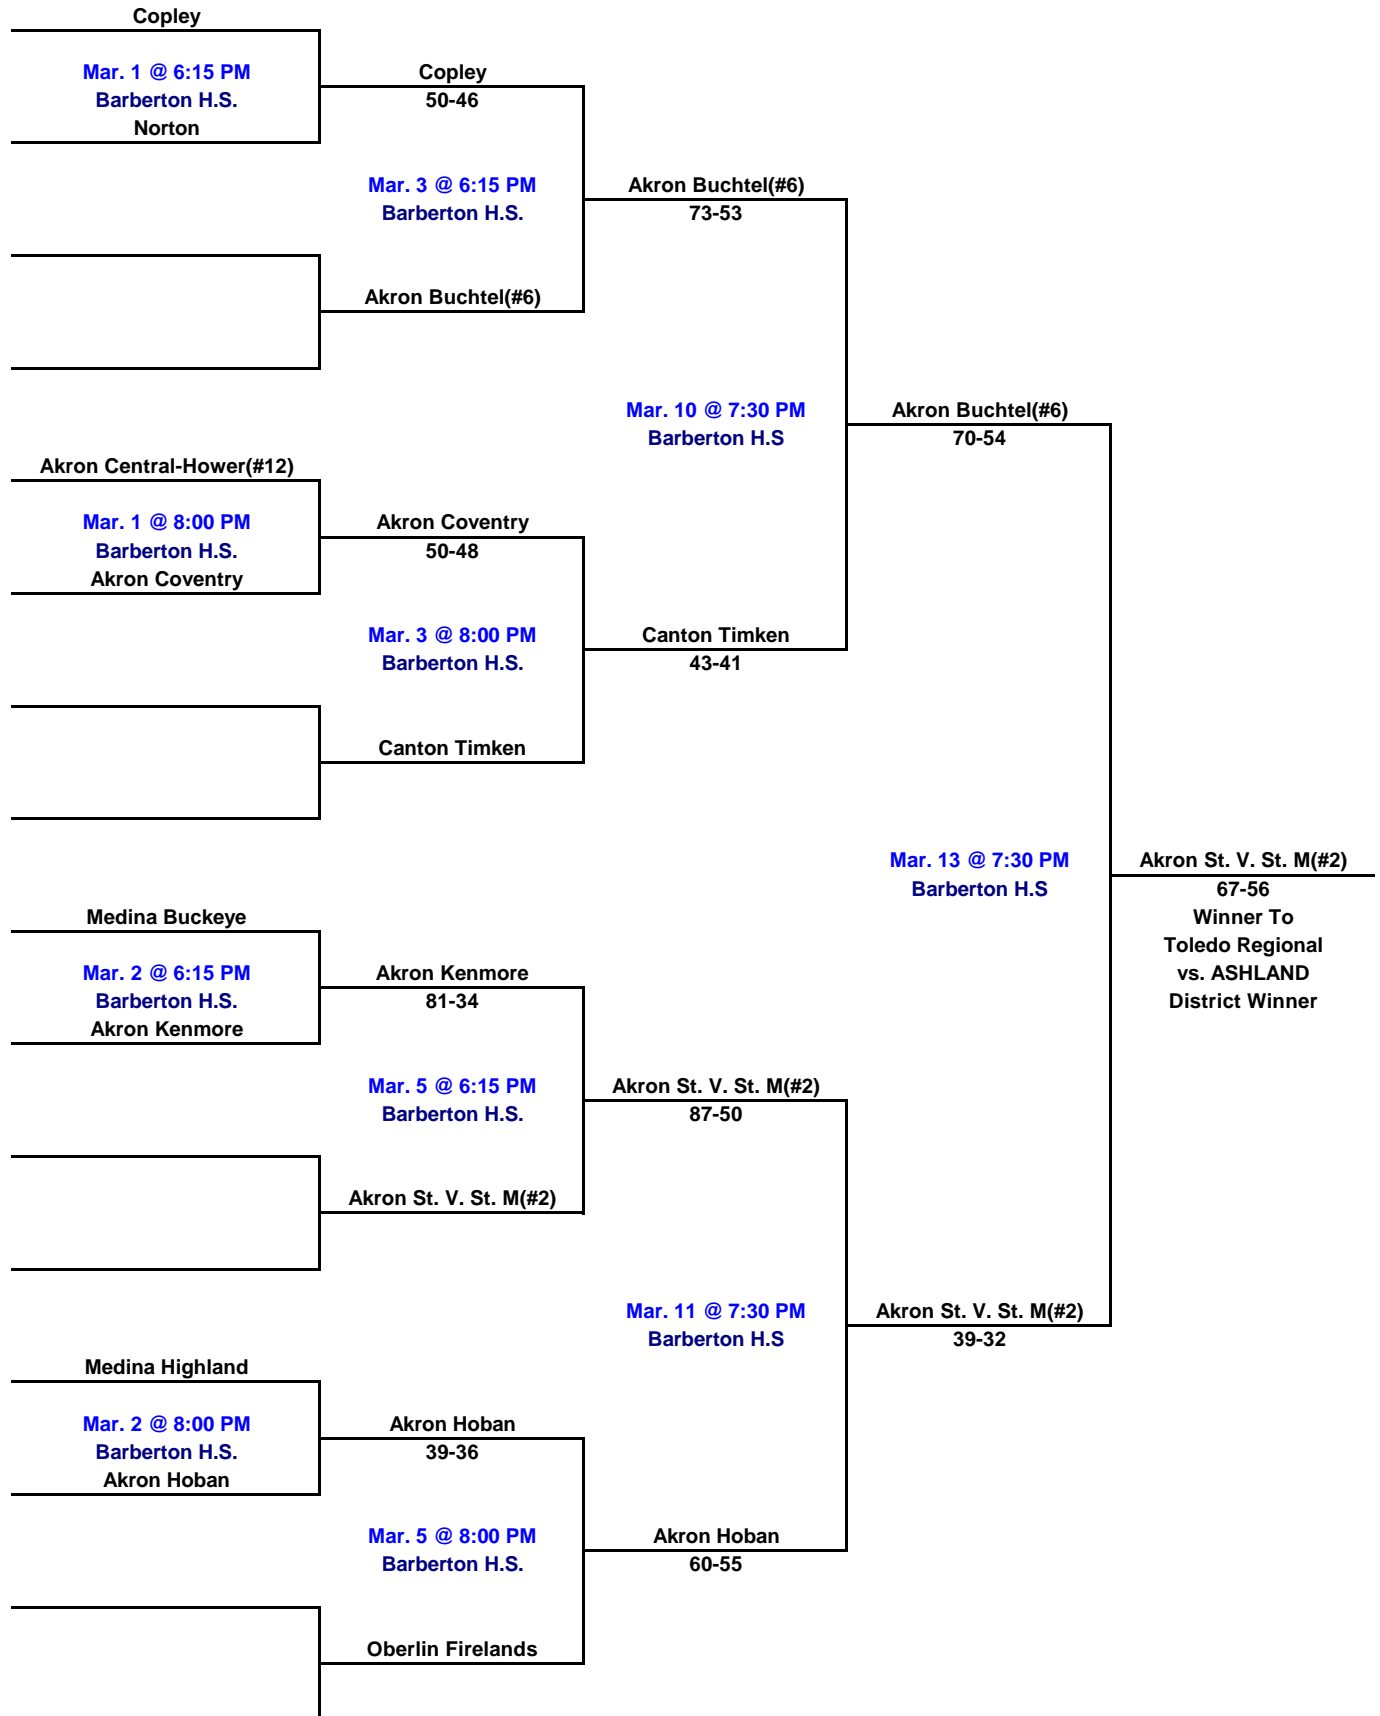 Copley
Mar. 1 @ 6:15 PM
Barberton H.S.
Norton
Copley
50-46
Mar. 3 @ 6:15 PM
Barberton H.S.
Akron Buchtel(#6)
73-53
Akron Buchtel(#6)
Mar. 10 @ 7:30 PM
Barberton H.S
Akron Buchtel(#6)
70-54
Akron Central-Hower(#12)
Mar. 1 @ 8:00 PM
Barberton H.S.
Akron Coventry
Akron Coventry
50-48
Mar. 3 @ 8:00 PM
Barberton H.S.
Canton Timken
43-41
Canton Timken
Mar. 13 @ 7:30 PM
Barberton H.S
Akron St. V. St. M(#2)
67-56
Winner To
Toledo Regional
vs. ASHLAND
District Winner
Medina Buckeye
Mar. 2 @ 6:15 PM
Barberton H.S.
Akron Kenmore
Akron Kenmore
81-34
Mar. 5 @ 6:15 PM
Barberton H.S.
Akron St. V. St. M(#2)
87-50
Akron St. V. St. M(#2)
Mar. 11 @ 7:30 PM
Barberton H.S
Akron St. V. St. M(#2)
39-32
Medina Highland
Mar. 2 @ 8:00 PM
Barberton H.S.
Akron Hoban
Akron Hoban
39-36
Mar. 5 @ 8:00 PM
Barberton H.S.
Akron Hoban
60-55
Oberlin Firelands